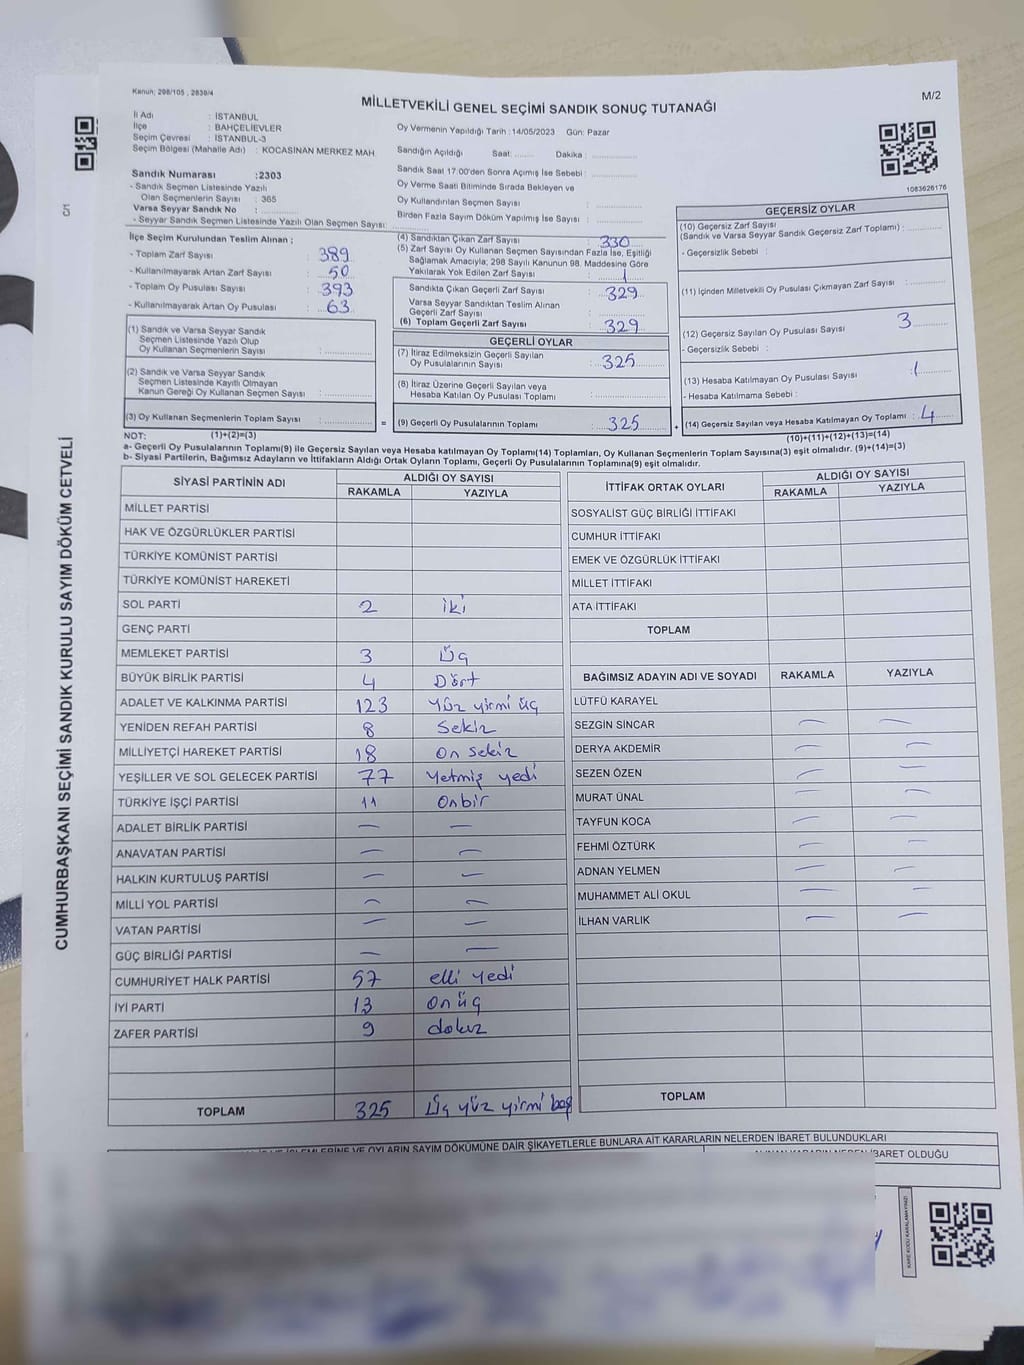 Kanun; 298/105 , 2839/4
M/2
MİLLETVEKİLİ GENEL SEÇİMİ SANDIK SONUÇ TUTANAĞI
İli Adı : İSTANBUL
İlçe : BAHÇELİEVLER
Seçim Çevresi : İSTANBUL-3
Seçim Bölgesi (Mahalle Adı) : KOCASİNAN MERKEZ MAH
Sandık Numarası :2303
- Sandık Seçmen Listesinde Yazılı
Olan Seçmenlerin Sayısı : 365
Varsa Seyyar Sandık No :
- Seyyar Sandık Seçmen Listesinde Yazılı Olan Seçmen Sayısı:
Oy Vermenin Yapıldığı Tarih : 14/05/2023 Gün: Pazar
Sandığın Açıldığı Saat: Dakika :
Sandık Saat 17:00'den Sonra Açımış İse Sebebi :
Oy Verme Saati Bitiminde Sırada Bekleyen ve
Oy Kullandırılan Seçmen Sayısı :
Birden Fazla Sayım Döküm Yapılmış İse Sayısı :
1083626176
İlçe Seçim Kurulundan Teslim Alınan ;
- Toplam Zarf Sayısı : 389
- Kullanılmayarak Artan Zarf Sayısı : 50
- Toplam Oy Pusulası Sayısı : 393
- Kullanılmayarak Artan Oy Pusulası : 63
(1) Sandık ve Varsa Seyyar Sandık
Seçmen Listesinde Yazılı Olup
Oy Kullanan Seçmenlerin Sayısı :
(2) Sandık ve Varsa Seyyar Sandık
Seçmen Listesinde Kayıtlı Olmayan
Kanun Gereği Oy Kullanan Seçmen Sayısı :
(3) Oy Kullanan Seçmenlerin Toplam Sayısı :
(4) Sandıktan Çıkan Zarf Sayısı : 330
(5) Zarf Sayısı Oy Kullanan Seçmen Sayısından Fazla İse, Eşitliği
Sağlamak Amacıyla; 298 Sayılı Kanunun 98. Maddesine Göre
Yakılarak Yok Edilen Zarf Sayısı : 1
Sandıkta Çıkan Geçerli Zarf Sayısı : 329
Varsa Seyyar Sandıktan Teslim Alınan
Geçerli Zarf Sayısı :
(6) Toplam Geçerli Zarf Sayısı : 329
GEÇERLİ OYLAR
(7) İtiraz Edilmeksizin Geçerli Sayılan
Oy Pusulalarının Sayısı : 325
(8) İtiraz Üzerine Geçerli Sayılan veya
Hesaba Katılan Oy Pusulası Toplamı :
= (9) Geçerli Oy Pusulalarının Toplamı : 325 +
GEÇERSİZ OYLAR
(10) Geçersiz Zarf Sayısı
(Sandık ve Varsa Seyyar Sandık Geçersiz Zarf Toplamı) :
- Geçersizlik Sebebi :
(11) İçinden Milletvekili Oy Pusulası Çıkmayan Zarf Sayısı :
(12) Geçersiz Sayılan Oy Pusulası Sayısı : 3
- Geçersizlik Sebebi :
(13) Hesaba Katılmayan Oy Pusulası Sayısı : 1
- Hesaba Katılmama Sebebi :
(14) Geçersiz Sayılan veya Hesaba Katılmayan Oy Toplamı : 4
NOT: (1)+(2)=(3)
(10)+(11)+(12)+(13)=(14)
a- Geçerli Oy Pusulalarının Toplamı(9) ile Geçersiz Sayılan veya Hesaba katılmayan Oy Toplamı(14) Toplamları, Oy Kullanan Seçmenlerin Toplam Sayısına(3) eşit olmalıdır. (9)+(14)=(3)
b- Siyasi Partilerin, Bağımsız Adayların ve İttifakların Aldığı Ortak Oyların Toplamı, Geçerli Oy Pusulalarının Toplamına(9) eşit olmalıdır.
SİYASİ PARTİNİN ADI ALDIĞI OY SAYISI
RAKAMLA YAZIYLA
MİLLET PARTİSİ
HAK VE ÖZGÜRLÜKLER PARTİSİ
TÜRKİYE KOMÜNİST PARTİSİ
TÜRKİYE KOMÜNİST HAREKETİ
SOL PARTİ 2 iki
GENÇ PARTİ
MEMLEKET PARTİSİ 3 Üç
BÜYÜK BİRLİK PARTİSİ 4 Dört
ADALET VE KALKINMA PARTİSİ 123 yüz yirmi üç
YENİDEN REFAH PARTİSİ 8 Sekiz
MİLLİYETÇİ HAREKET PARTİSİ 18 on sekiz
YEŞİLLER VE SOL GELECEK PARTİSİ 77 yetmiş yedi
TÜRKİYE İŞÇİ PARTİSİ 11 Onbir
ADALET BİRLİK PARTİSİ — —
ANAVATAN PARTİSİ — —
HALKIN KURTULUŞ PARTİSİ — —
MİLLİ YOL PARTİSİ — —
VATAN PARTİSİ — —
GÜÇ BİRLİĞİ PARTİSİ — —
CUMHURİYET HALK PARTİSİ 57 elli yedi
İYİ PARTİ 13 on üç
ZAFER PARTİSİ 9 dokuz
TOPLAM 325 Üç yüz yirmi beş
İTTİFAK ORTAK OYLARI ALDIĞI OY SAYISI
RAKAMLA YAZIYLA
SOSYALİST GÜÇ BİRLİĞİ İTTİFAKI
CUMHUR İTTİFAKI
EMEK VE ÖZGÜRLÜK İTTİFAKI
MİLLET İTTİFAKI
ATA İTTİFAKI
TOPLAM
BAĞIMSIZ ADAYIN ADI VE SOYADI RAKAMLA YAZIYLA
LÜTFÜ KARAYEL
SEZGİN SİNCAR — —
DERYA AKDEMİR — —
SEZEN ÖZEN — —
MURAT ÜNAL — —
TAYFUN KOCA — —
FEHMİ ÖZTÜRK — —
ADNAN YELMEN — —
MUHAMMET ALİ OKUL — —
İLHAN VARLIK — —
TOPLAM
OYLARIN SAYIM DÖKÜMÜNE DAİR ŞİKAYETLERLE BUNLARA AİT KARARLARIN NELERDEN İBARET BULUNDUKLARI
İBARET OLDUĞU
KARE KODU KARALAMAYINIZ!
CUMHURBAŞKANI SEÇİMİ SANDIK KURULU SAYIM DÖKÜM CETVELİ